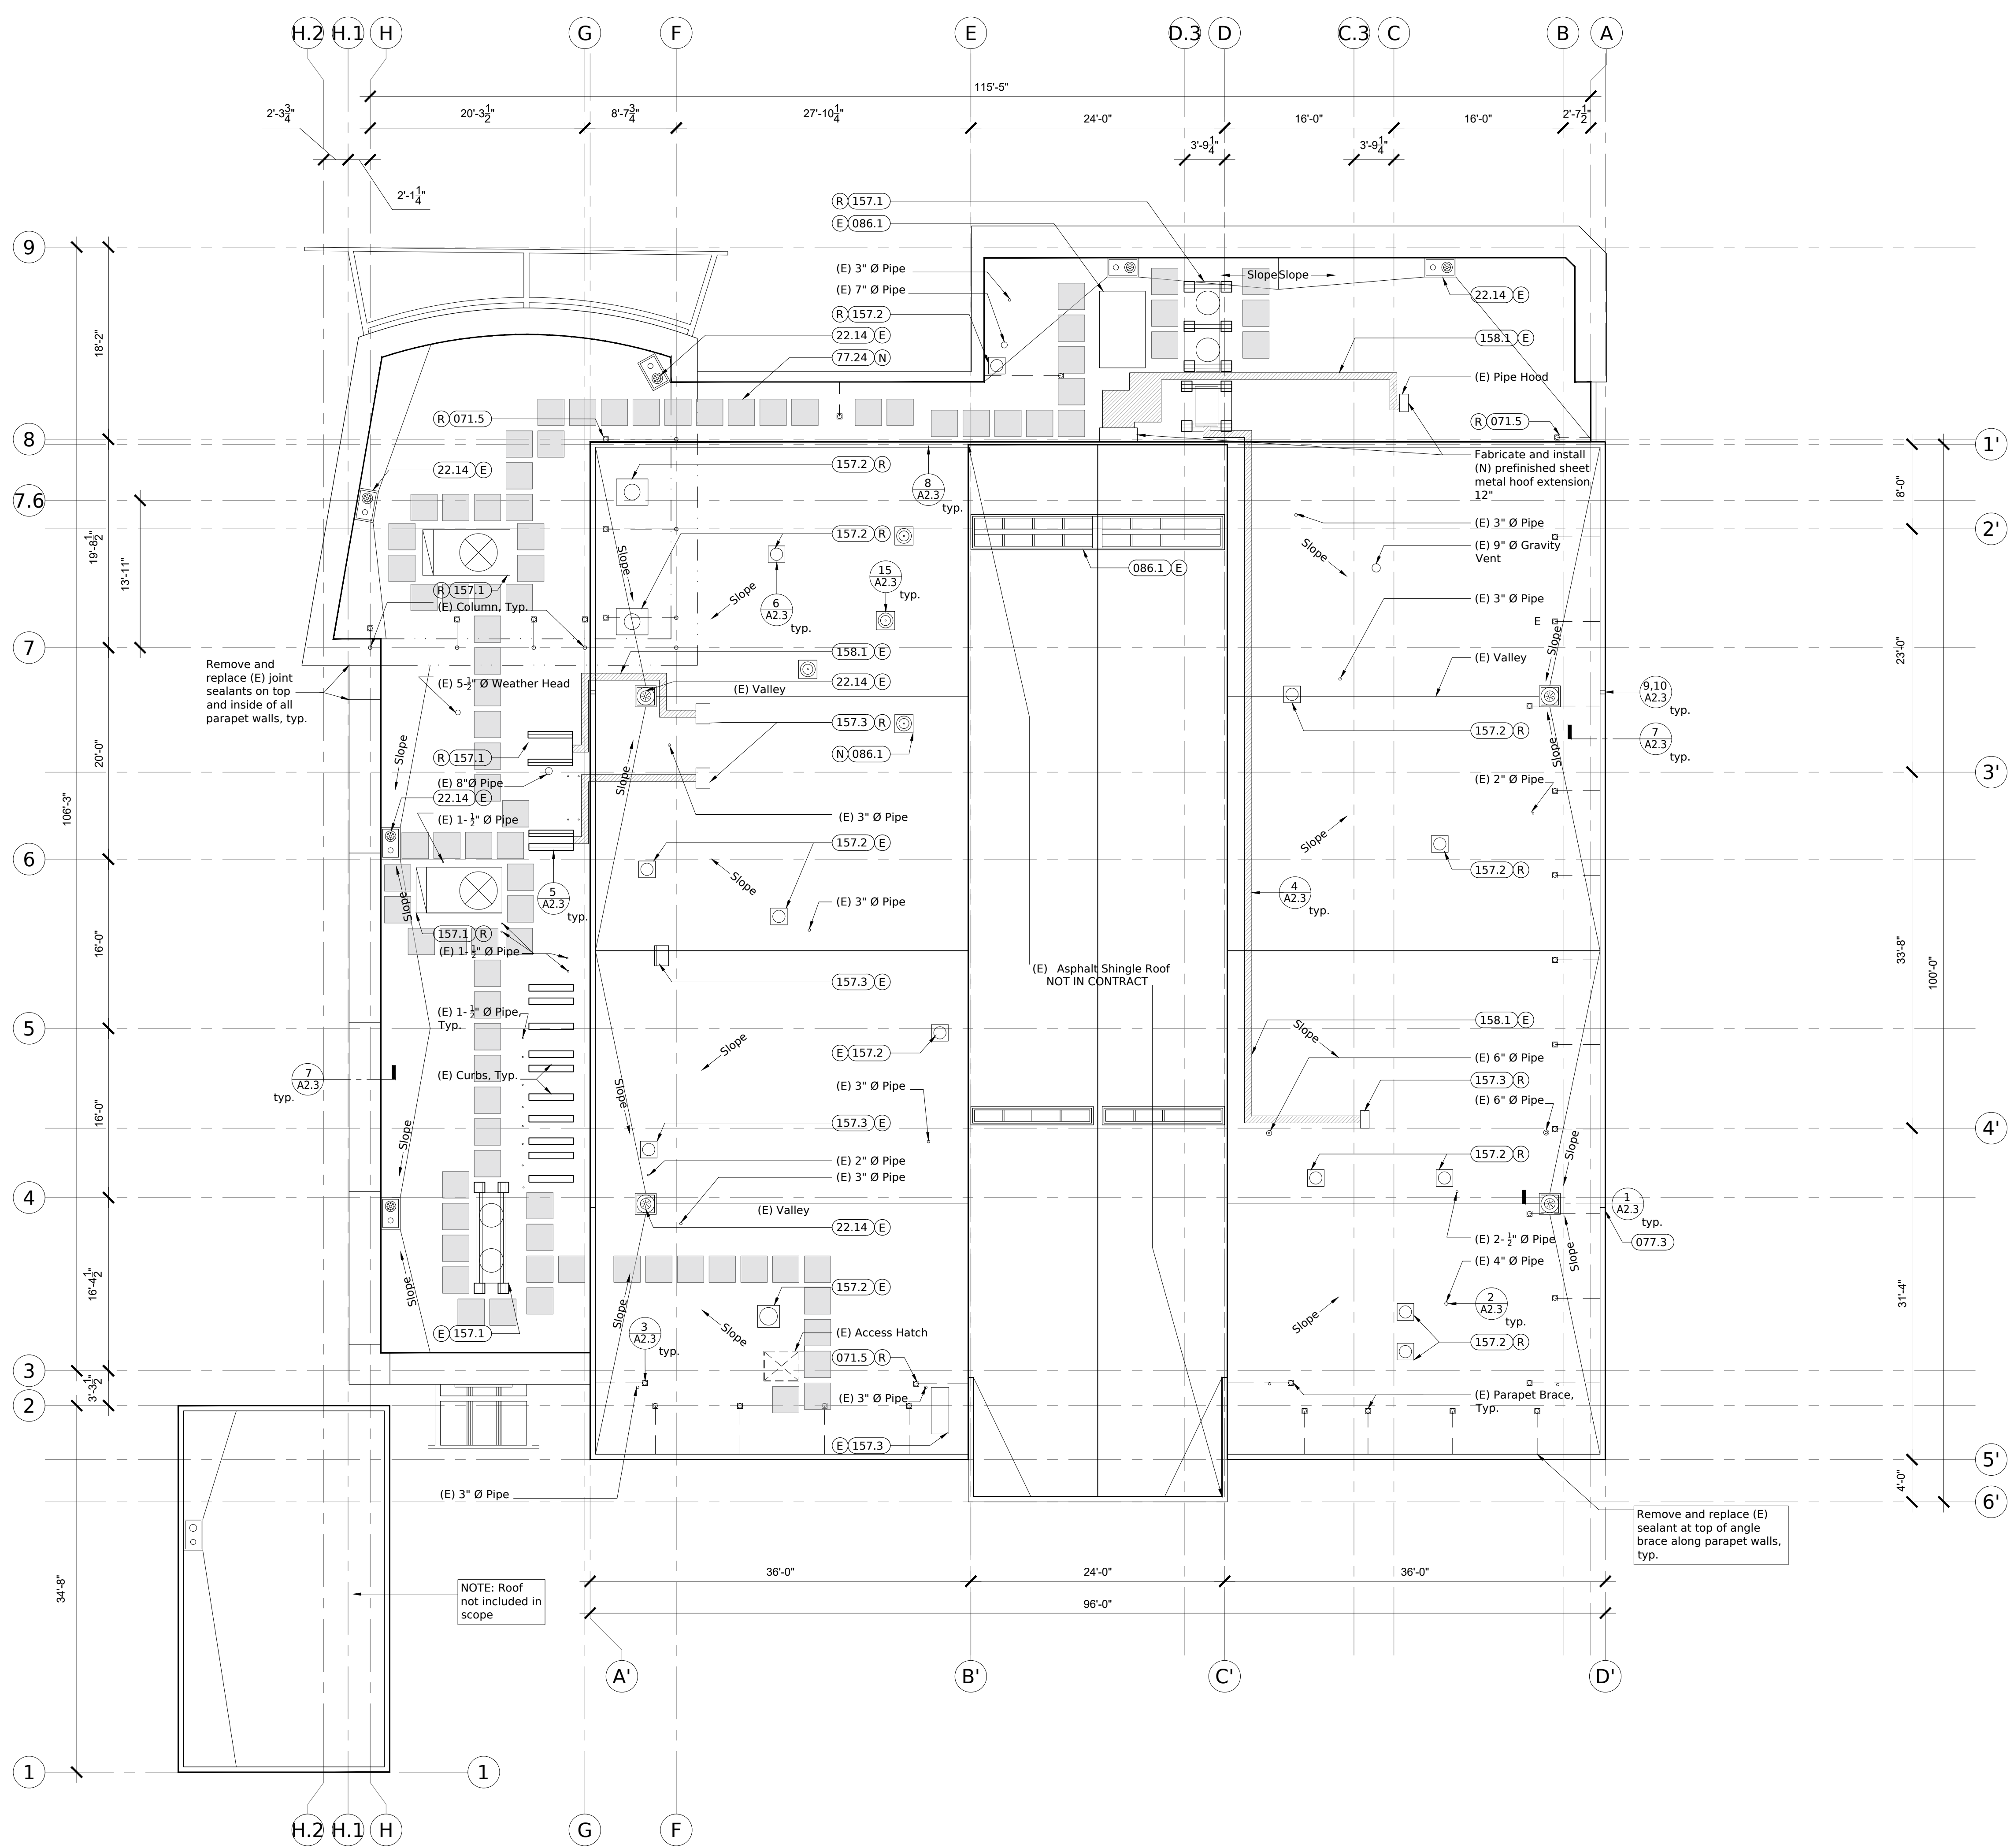 H.2 H.1 H G F E D.3 D C.3 C B A
115'-5"
2'-3 3/4" 20'-3 1/2" 8'-7 3/4" 27'-10 1/4" 24'-0" 16'-0" 16'-0" 2'-7 1/2"
3'-9 1/4" 3'-9 1/4"
2'-1 1/4"
R 157.1
E 086.1
9
(E) 3" Ø Pipe
Slope Slope
(E) 7" Ø Pipe
22.14 E
R 157.2
22.14 E
158.1 E
18'-2"
77.24 N
(E) Pipe Hood
R 071.5
R 071.5
8
1'
Fabricate and install
(N) prefinished sheet
metal hoof extension
12"
22.14 E
157.2 R
8
A2.3
typ.
8'-0"
7.6
(E) 3" Ø Pipe
2'
157.2 R
(E) 9" Ø Gravity
Vent
Slope
Slope
19'-8 1/2"
13'-11"
086.1 E
15
A2.3
typ.
R 157.1
Slope
(E) 3" Ø Pipe
(E) Column, Typ.
6
A2.3
typ.
E
Slope
7
158.1 E
23'-0"
(E) Valley
Remove and
replace (E) joint
sealants on top
and inside of all
parapet walls, typ.
(E) 5-1/2" Ø Weather Head
22.14 E
(E) Valley
9,10
A2.3
typ.
157.3 R
157.2 R
7
A2.3
typ.
Slope
Slope
20'-0"
N 086.1
R 157.1
3'
(E) 8"Ø Pipe
Slope
(E) 2" Ø Pipe
22.14 E
106'-3"
(E) 1- 1/2" Ø Pipe
(E) 3" Ø Pipe
Slope
157.2 E
6
157.2 R
Slope
5
A2.3
typ.
4
A2.3
typ.
Slope
(E) 3" Ø Pipe
157.1 R
(E) 1- 1/2" Ø Pipe
16'-0"
33'-8"
100'-0"
(E) Asphalt Shingle Roof
NOT IN CONTRACT
157.3 E
(E) 1- 1/2" Ø Pipe,
Typ.
158.1 E
5
Slope
Slope
E 157.2
(E) 6" Ø Pipe
7
A2.3
typ.
(E) Curbs, Typ.
(E) 3" Ø Pipe
157.3 R
Slope
(E) 6" Ø Pipe
16'-0"
157.3 E
4'
Slope
Slope
(E) 2" Ø Pipe
157.2 R
(E) 3" Ø Pipe
4
(E) Valley
1
A2.3
typ.
22.14 E
(E) 2- 1/2" Ø Pipe
077.3
Slope
(E) 4" Ø Pipe
16'-4 1/2"
Slope
157.2 E
31'-4"
2
A2.3
typ.
Slope
Slope
Slope
E 157.1
3
A2.3
typ.
(E) Access Hatch
157.2 R
071.5 R
3
3'-3 1/2"
(E) 3" Ø Pipe
(E) Parapet Brace,
Typ.
2
E 157.3
5'
4'-0"
(E) 3" Ø Pipe
6'
Remove and replace (E)
sealant at top of angle
brace along parapet walls,
typ.
34'-8"
36'-0" 24'-0" 36'-0"
NOTE: Roof
not included in
scope
96'-0"
A' B' C' D'
1 1
H.2 H.1 H G F